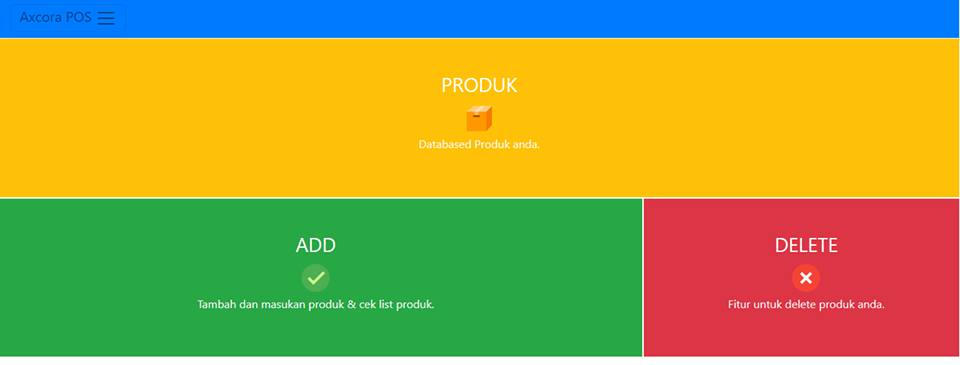 Axcora POS
PRODUK
Databased Produk anda.
ADD
Tambah dan masukan produk & cek list produk.
DELETE
Fitur untuk delete produk anda.